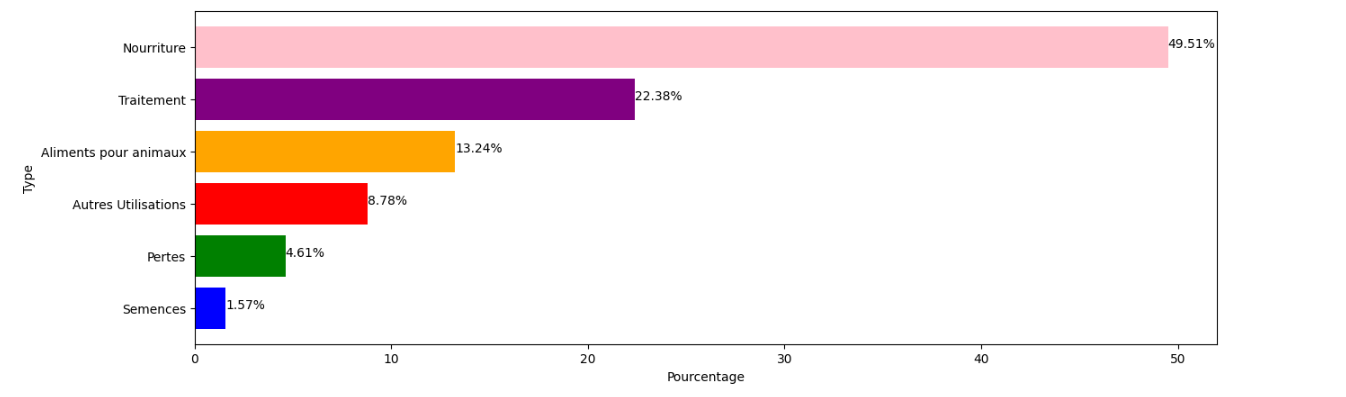 Type
Nourriture 49.51%
Traitement 22.38%
Aliments pour animaux 13.24%
Autres Utilisations 8.78%
Pertes 4.61%
Semences 1.57%
0 10 20 30 40 50
Pourcentage